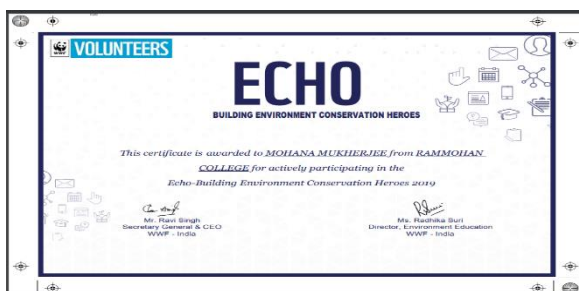 WWF VOLUNTEERS
ECHO
BUILDING ENVIRONMENT CONSERVATION HEROES
This certificate is awarded to MOHANA MUKHERJEE from RAMMOHAN
COLLEGE for actively participating in the
Echo-Building Environment Conservation Heroes 2019
Mr. Ravi Singh
Secretary General & CEO
WWF - India
Ms. Radhika Suri
Director, Environment Education
WWF - India